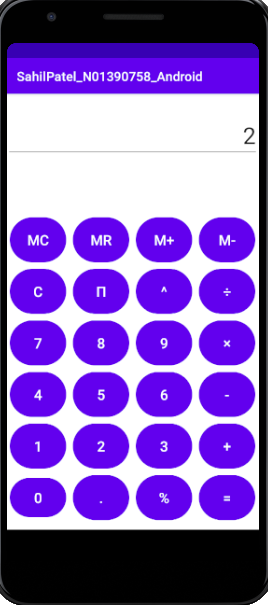 SahilPatel_N01390758_Android
2
MC MR M+ M-
C Π ^ ÷
7 8 9 ×
4 5 6 -
1 2 3 +
0 . % =